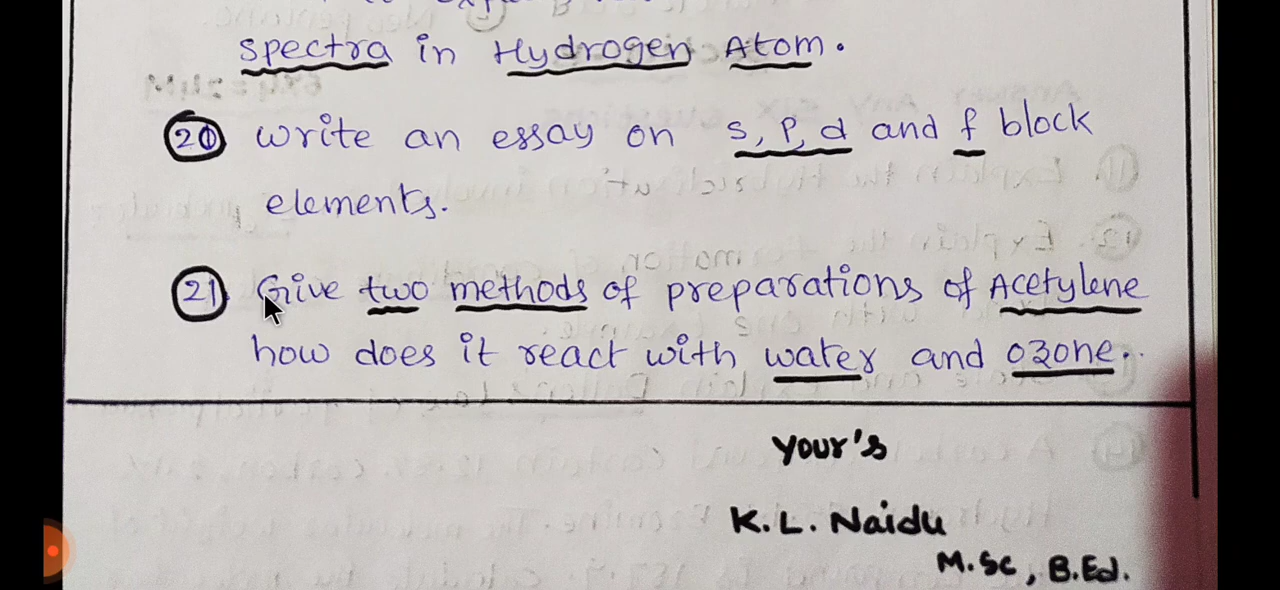 spectra in Hydrogen Atom.
20 write an essay on s, p, d and f block
elements.
21 Give two methods of preparations of Acetylene
how does it react with water and ozone.
Your's
K.L. Naidu
M.Sc, B.Ed.